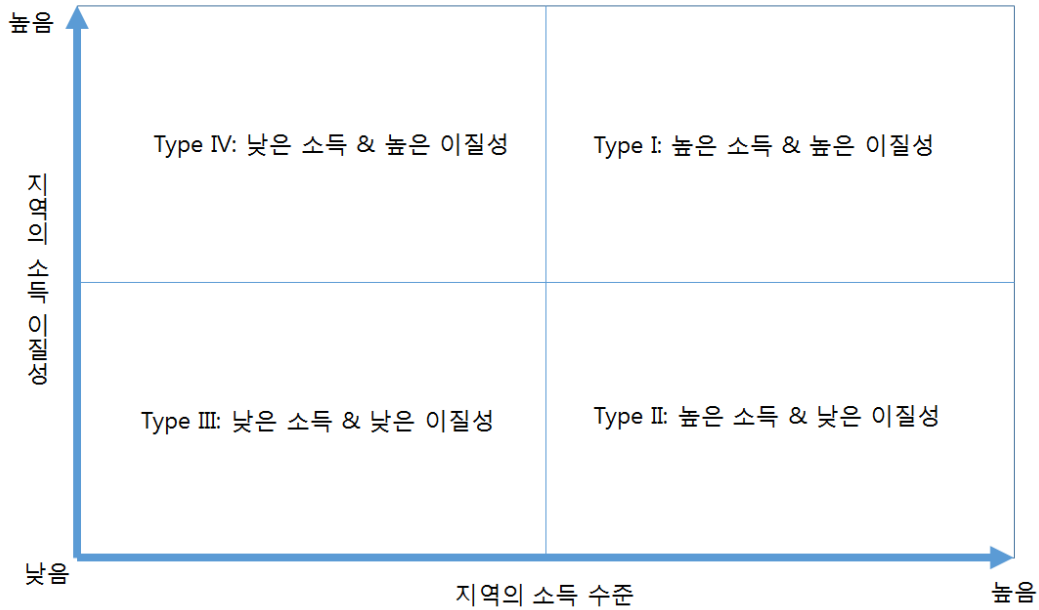 높음
Type Ⅳ: 낮은 소득 & 높은 이질성
Type Ⅰ: 높은 소득 & 높은 이질성
지역의 소득 이질성
Type Ⅲ: 낮은 소득 & 낮은 이질성
Type Ⅱ: 높은 소득 & 낮은 이질성
낮음
지역의 소득 수준
높음